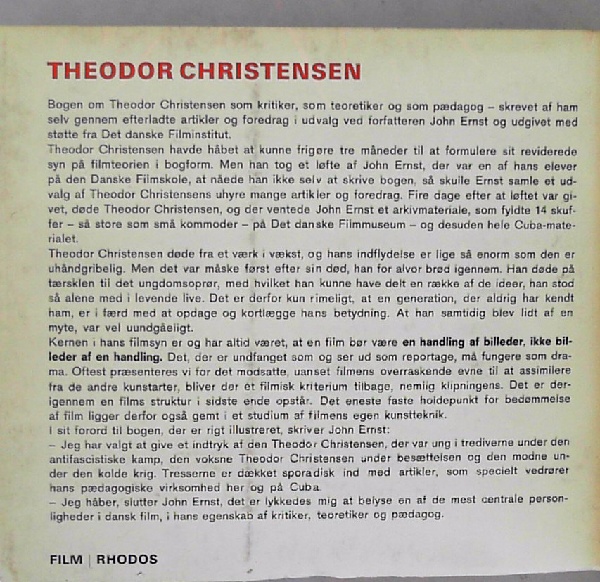 THEODOR CHRISTENSEN
Bogen om Theodor Christensen som kritiker, som teoretiker og som pædagog – skrevet af ham
selv gennem efterladte artikler og foredrag i udvalg ved forfatteren John Ernst og udgivet med
støtte fra Det danske Filminstitut.
Theodor Christensen havde håbet at kunne frigøre tre måneder til at formulere sit reviderede
syn på filmteorien i bogform. Men han tog et løfte af John Ernst, der var en af hans elever
på den Danske Filmskole, at nåede han ikke selv at skrive bogen, så skulle Ernst samle et ud-
valg af Theodor Christensens uhyre mange artikler og foredrag. Fire dage efter at løftet var gi-
vet, døde Theodor Christensen, og der ventede John Ernst et arkivmateriale, som fyldte 14 skuf-
fer – så store som små kommoder – på Det danske Filmmuseum – og desuden hele Cuba-mate-
rialet.
Theodor Christensen døde fra et værk i vækst, og hans indflydelse er lige så enorm som den er
uhåndgribelig. Men det var måske først efter sin død, han for alvor brød igennem. Han døde på
tærsklen til det ungdomsoprør, med hvilket han kunne have delt en række af de ideer, han stod
så alene med i levende live. Det er derfor kun rimeligt, at en generation, der aldrig har kendt
ham, er i færd med at opdage og kortlægge hans betydning. At han samtidig blev lidt af en
myte, var vel uundgåeligt.
Kernen i hans filmsyn er og har altid været, at en film bør være en handling af billeder, ikke bil-
leder af en handling. Det, der er undfanget som og ser ud som reportage, må fungere som dra-
ma. Oftest præsenteres vi for det modsatte, uanset filmens overraskende evne til at assimilere
fra de andre kunstarter, bliver der ét filmisk kriterium tilbage, nemlig klipningens. Det er der-
igennem en films struktur i sidste ende opstår. Det eneste faste holdepunkt for bedømmelse
af film ligger derfor også gemt i et studium af filmens egen kunstteknik.
I sit forord til bogen, der er rigt illustreret, skriver John Ernst:
– Jeg har valgt at give et indtryk af den Theodor Christensen, der var ung i trediverne under den
antifascistiske kamp, den voksne Theodor Christensen under besættelsen og den modne un-
der den kolde krig. Tresserne er dækket sporadisk ind med artikler, som specielt vedrører
hans pædagogiske virksomhed her og på Cuba.
– Jeg håber, slutter John Ernst, det er lykkedes mig at belyse en af de mest centrale person-
ligheder i dansk film, i hans egenskab af kritiker, teoretiker og pædagog.
FILM | RHODOS